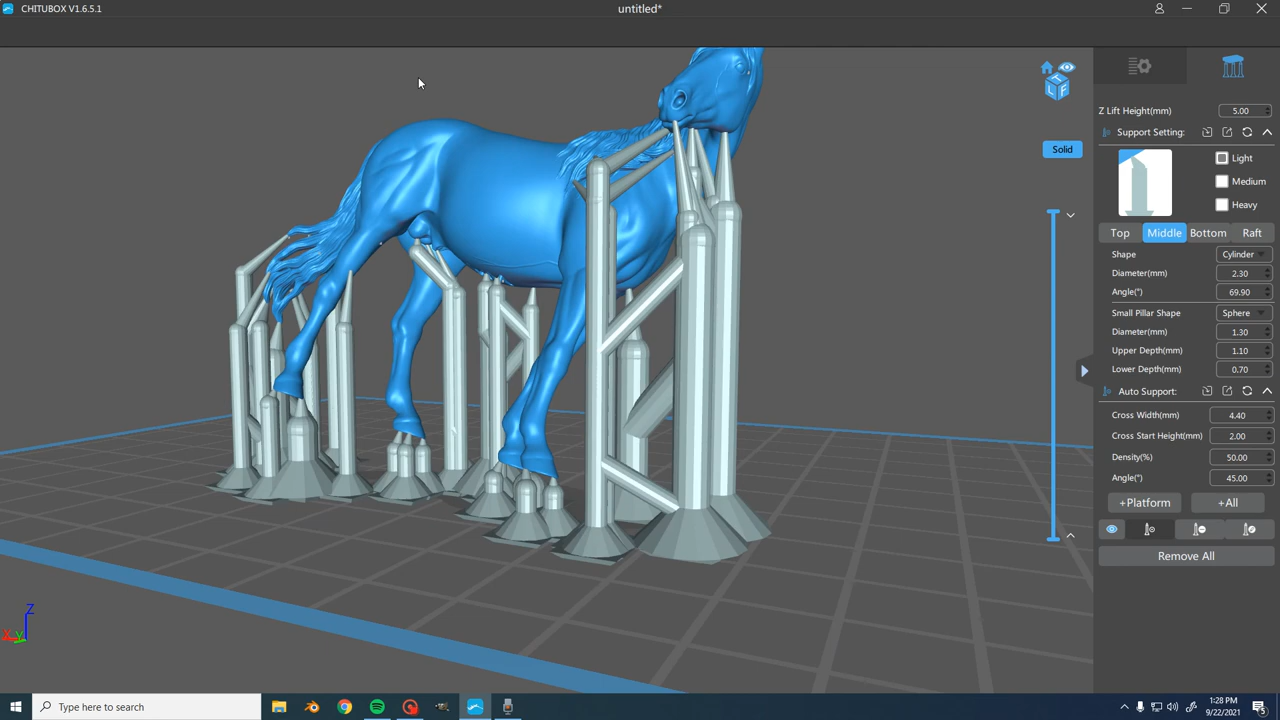 CHITUBOX V1.6.5.1
untitled*
Z Lift Height(mm) 5.00
Support Setting:
Light
Medium
Heavy
Top Middle Bottom Raft
Shape Cylinder
Diameter(mm) 2.30
Angle(°) 69.90
Small Pillar Shape Sphere
Diameter(mm) 1.30
Upper Depth(mm) 1.10
Lower Depth(mm) 0.70
Auto Support:
Cross Width(mm) 4.40
Cross Start Height(mm) 2.00
Density(%) 50.00
Angle(°) 45.00
+Platform +All
Remove All
T
L F
Solid
Z
X Y
Type here to search
1:28 PM
9/22/2021
5